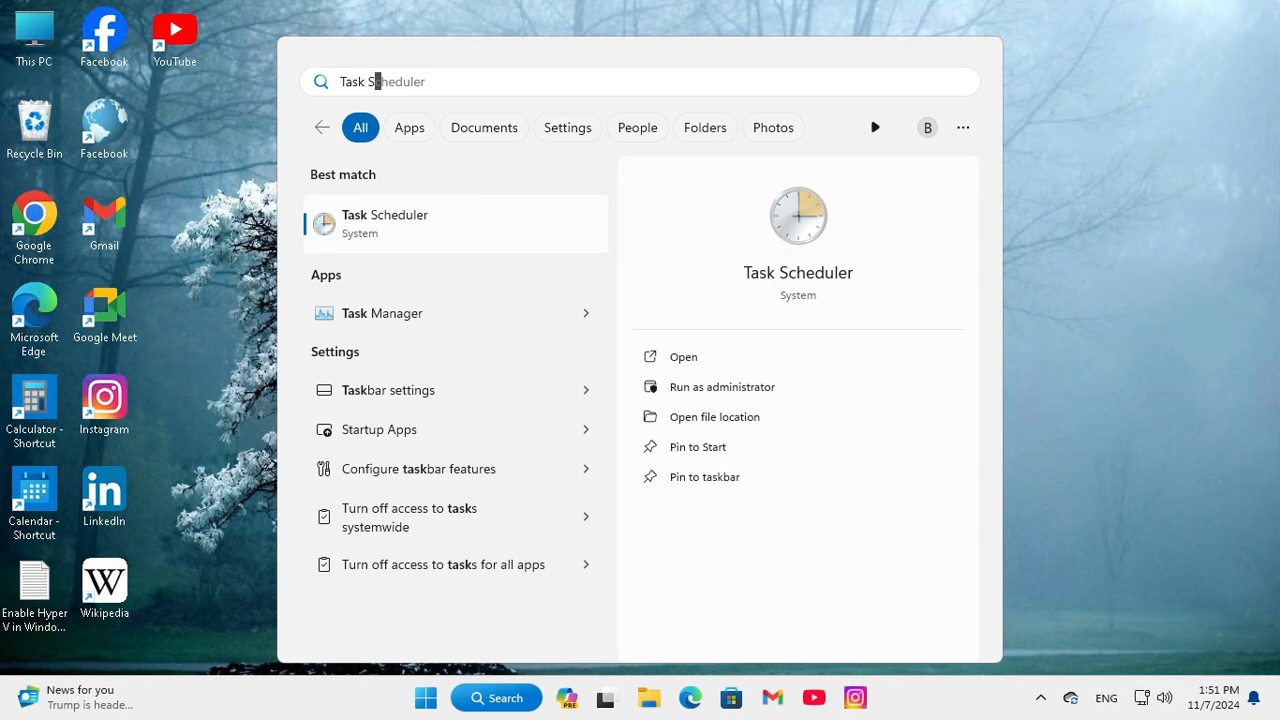 This PC
Facebook
YouTube
Recycle Bin
Facebook
Google
Chrome
Gmail
Microsoft
Edge
Google Meet
Calculator -
Shortcut
Instagram
Calendar -
Shortcut
LinkedIn
Enable Hyper
V in Windo...
Wikipedia
Task Scheduler
All
Apps
Documents
Settings
People
Folders
Photos
B
Best match
Task Scheduler
System
Apps
Task Manager
Settings
Taskbar settings
Startup Apps
Configure taskbar features
Turn off access to tasks
systemwide
Turn off access to tasks for all apps
Task Scheduler
System
Open
Run as administrator
Open file location
Pin to Start
Pin to taskbar
News for you
Trump is heade...
Search
PRE
ENG
1:51 PM
11/7/2024